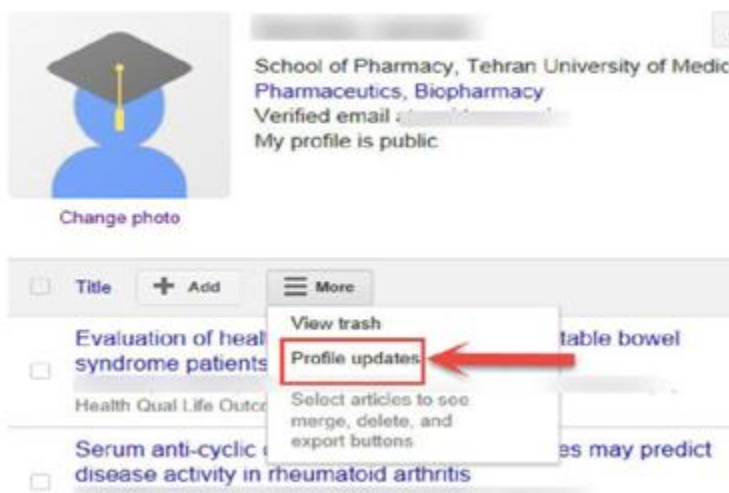 School of Pharmacy, Tehran University of Medic
Pharmaceutics, Biopharmacy
Verified email
My profile is public
Change photo
Title + Add More
View trash
Profile updates
Select articles to see
merge, delete, and
export buttons
Evaluation of heal table bowel
syndrome patients
Health Qual Life Outco
Serum anti-cyclic es may predict
disease activity in rheumatoid arthritis